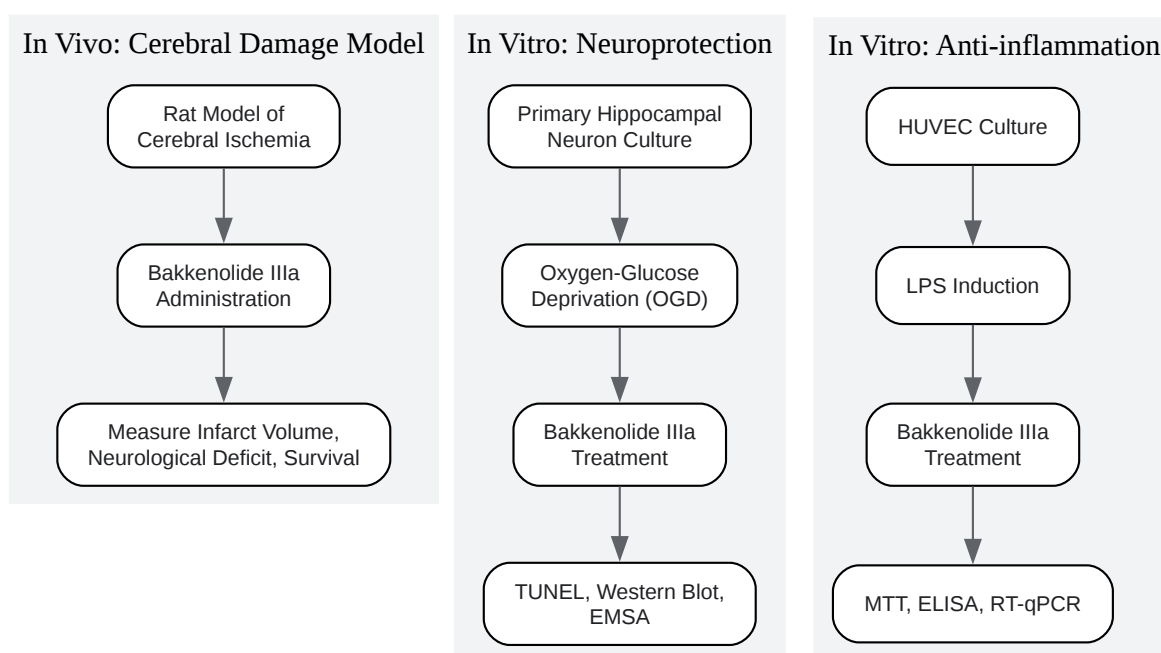 In Vivo: Cerebral Damage Model
Rat Model of
Cerebral Ischemia
Bakkenolide IIIa
Administration
Measure Infarct Volume,
Neurological Deficit, Survival
In Vitro: Neuroprotection
Primary Hippocampal
Neuron Culture
Oxygen-Glucose
Deprivation (OGD)
Bakkenolide IIIa
Treatment
TUNEL, Western Blot,
EMSA
In Vitro: Anti-inflammation
HUVEC Culture
LPS Induction
Bakkenolide IIIa
Treatment
MTT, ELISA, RT-qPCR